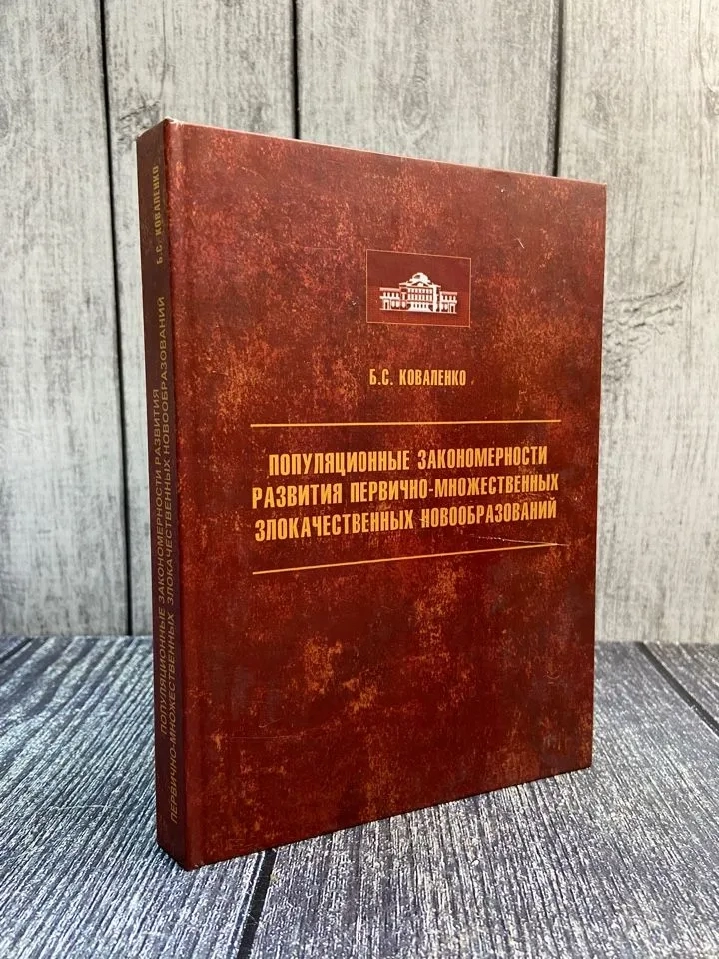 Б.С. КОВАЛЕНКО
ПОПУЛЯЦИОННЫЕ ЗАКОНОМЕРНОСТИ
РАЗВИТИЯ ПЕРВИЧНО-МНОЖЕСТВЕННЫХ
ЗЛОКАЧЕСТВЕННЫХ НОВООБРАЗОВАНИЙ
Б.С. КОВАЛЕНКО
ПОПУЛЯЦИОННЫЕ ЗАКОНОМЕРНОСТИ РАЗВИТИЯ
ПЕРВИЧНО-МНОЖЕСТВЕННЫХ ЗЛОКАЧЕСТВЕННЫХ НОВООБРАЗОВАНИЙ